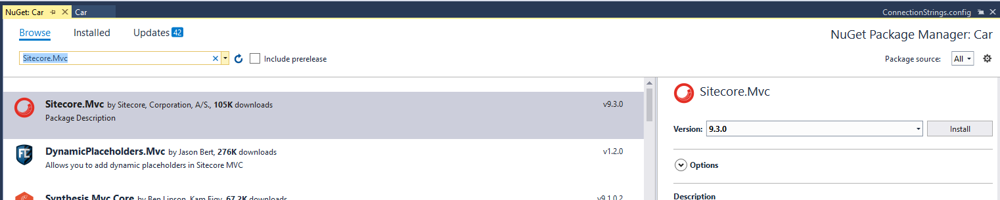 NuGet: Car
Car
ConnectionStrings.config
Browse
Installed
Updates 42
NuGet Package Manager: Car
Sitecore.Mvc
Include prerelease
Package source: All
Sitecore.Mvc by Sitecore, Corporation, A/S., 105K downloads
v9.3.0
Package Description
DynamicPlaceholders.Mvc by Jason Bert, 276K downloads
v1.2.0
Allows you to add dynamic placeholders in Sitecore MVC
Synthesis.Mvc.Core by Ben Lipson, Kam Figy, 67.2K downloads
v9.1.0.2
Sitecore.Mvc
Version: 9.3.0
Install
Options
Description